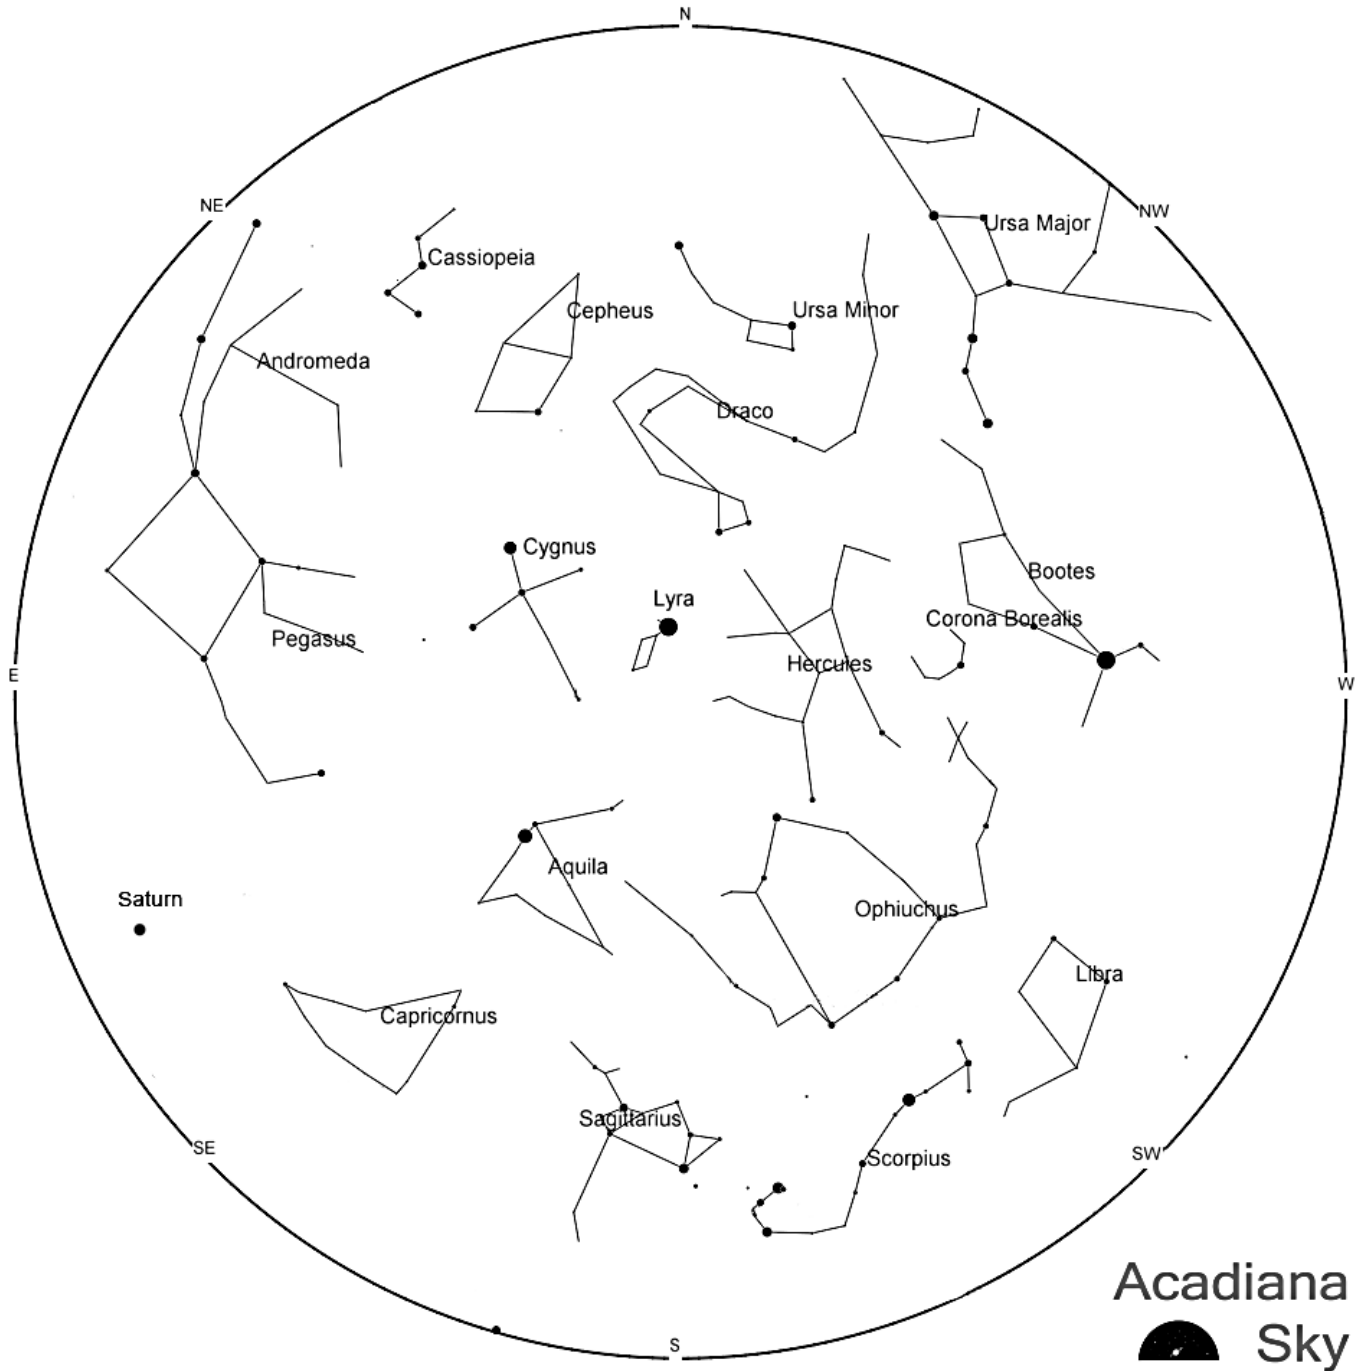 N
NE
NW
Ursa Major
Cassiopeia
Cepheus
Ursa Minor
Andromeda
Draco
Cygnus
Bootes
Lyra
Corona Borealis
Pegasus
Hercules
E
W
Aquila
Saturn
Ophiuchus
Libra
Capricornus
Sagittarius
SE
SW
Scorpius
S
Acadiana
Sky